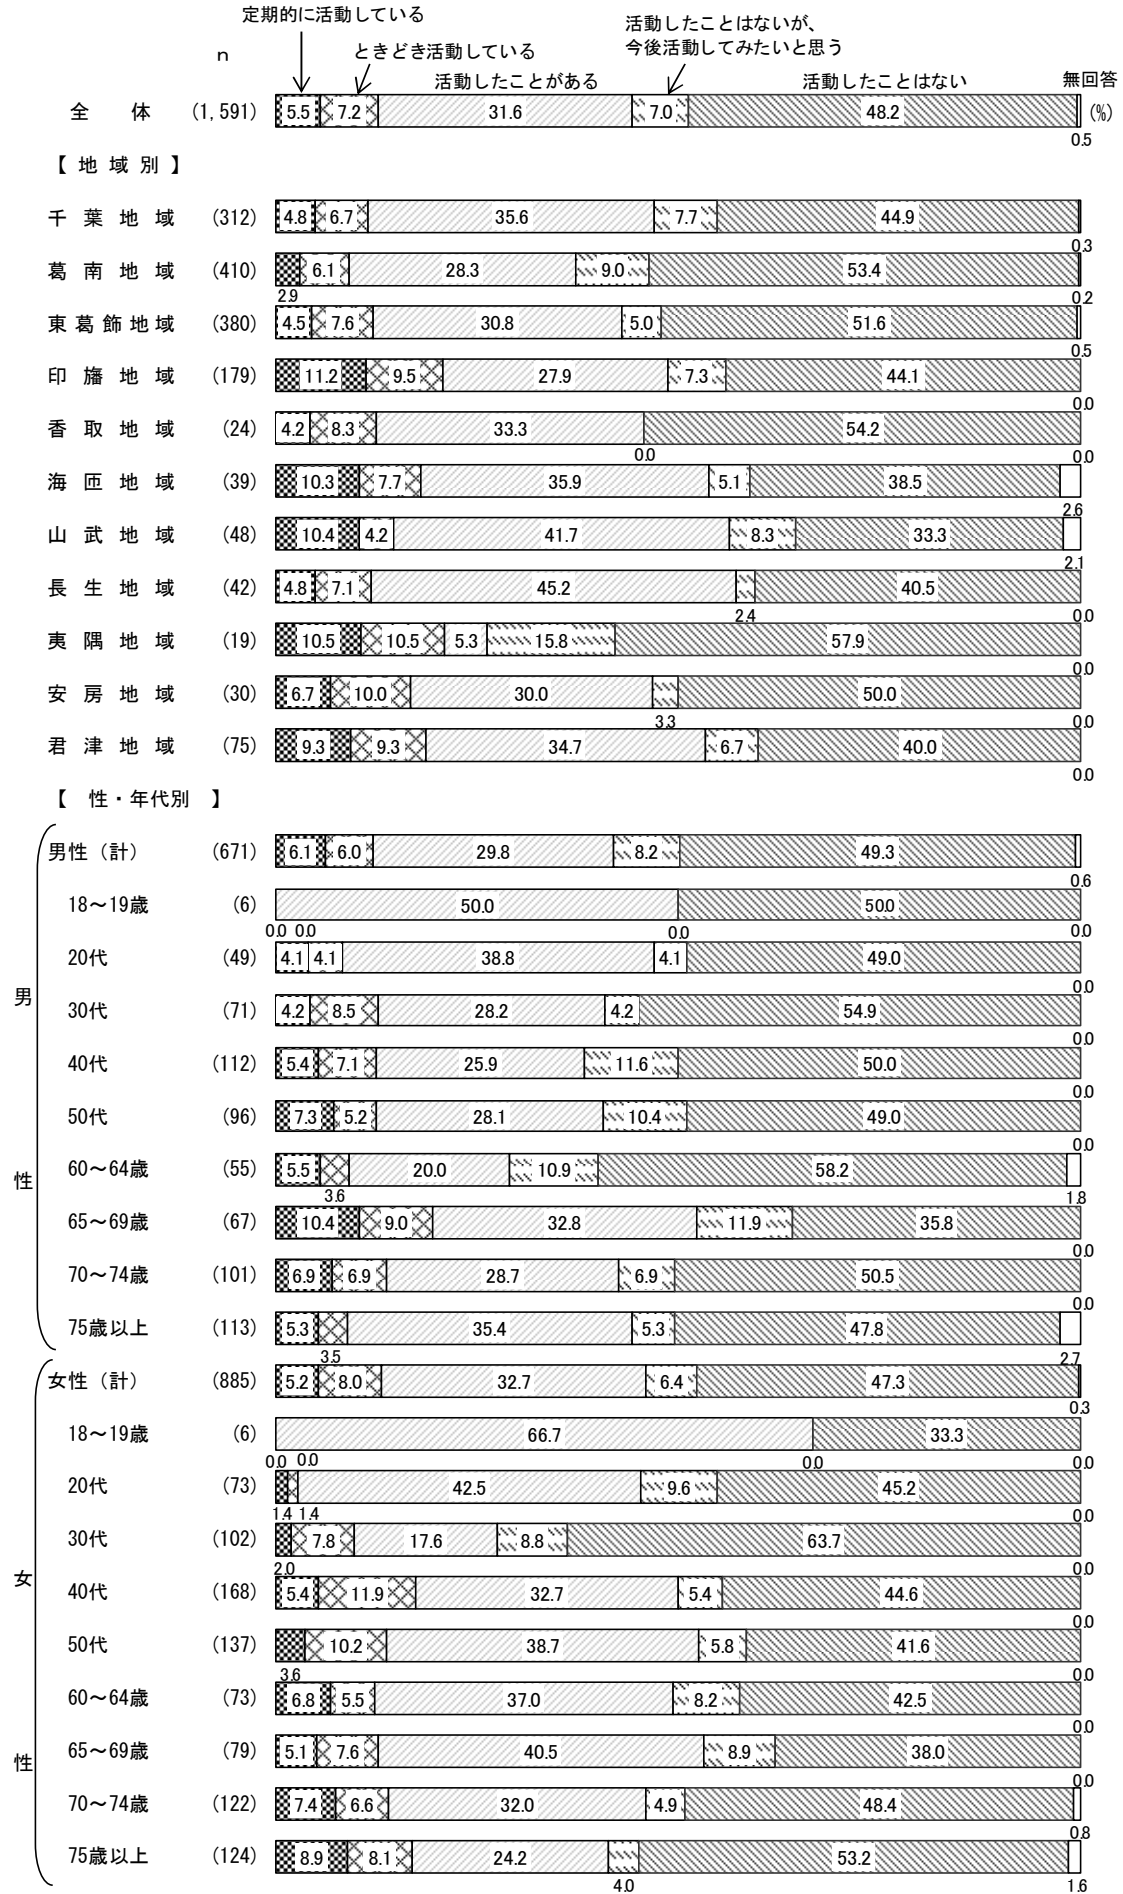 定期的に活動している
活動したことはないが、
今後活動してみたいと思う
n ときどき活動している
活動したことがある 活動したことはない 無回答
全 体 (1,591) 5.5 7.2 31.6 7.0 48.2 (%)
0.5
【 地 域 別 】
千 葉 地 域 (312) 4.8 6.7 35.6 7.7 44.9
0.3
葛 南 地 域 (410) 6.1 28.3 9.0 53.4
2.9 0.2
東 葛 飾 地 域 (380) 4.5 7.6 30.8 5.0 51.6
0.5
印 旛 地 域 (179) 11.2 9.5 27.9 7.3 44.1
0.0
香 取 地 域 (24) 4.2 8.3 33.3 54.2
0.0 0.0
海 匝 地 域 (39) 10.3 7.7 35.9 5.1 38.5
2.6
山 武 地 域 (48) 10.4 4.2 41.7 8.3 33.3
2.1
長 生 地 域 (42) 4.8 7.1 45.2 40.5
2.4 0.0
夷 隅 地 域 (19) 10.5 10.5 5.3 15.8 57.9
0.0
安 房 地 域 (30) 6.7 10.0 30.0 50.0
3.3 0.0
君 津 地 域 (75) 9.3 9.3 34.7 6.7 40.0
0.0
【 性・年代別 】
男性（計） (671) 6.1 6.0 29.8 8.2 49.3
0.6
18～19歳 (6) 50.0 50.0
0.0 0.0 0.0 0.0
20代 (49) 4.1 4.1 38.8 4.1 49.0
0.0
男
30代 (71) 4.2 8.5 28.2 4.2 54.9
0.0
40代 (112) 5.4 7.1 25.9 11.6 50.0
0.0
50代 (96) 7.3 5.2 28.1 10.4 49.0
0.0
60～64歳 (55) 5.5 20.0 10.9 58.2
性
3.6 1.8
65～69歳 (67) 10.4 9.0 32.8 11.9 35.8
0.0
70～74歳 (101) 6.9 6.9 28.7 6.9 50.5
0.0
75歳以上 (113) 5.3 35.4 5.3 47.8
3.5 2.7
女性（計） (885) 5.2 8.0 32.7 6.4 47.3
0.3
18～19歳 (6) 66.7 33.3
0.0 0.0 0.0 0.0
20代 (73) 42.5 9.6 45.2
1.4 1.4 0.0
30代 (102) 7.8 17.6 8.8 63.7
2.0 0.0
女
40代 (168) 5.4 11.9 32.7 5.4 44.6
0.0
50代 (137) 10.2 38.7 5.8 41.6
3.6 0.0
60～64歳 (73) 6.8 5.5 37.0 8.2 42.5
0.0
65～69歳 (79) 5.1 7.6 40.5 8.9 38.0
性
0.0
70～74歳 (122) 7.4 6.6 32.0 4.9 48.4
0.8
75歳以上 (124) 8.9 8.1 24.2 53.2
4.0 1.6